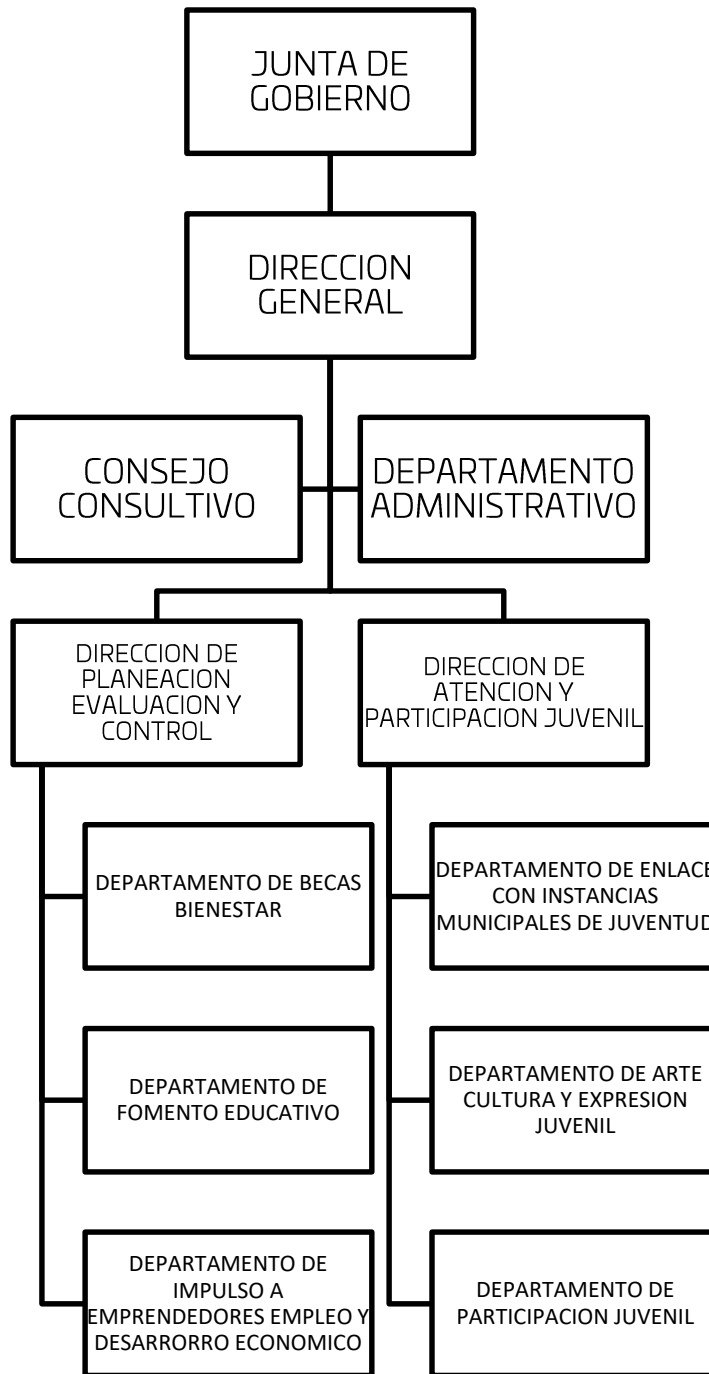 JUNTA DE
GOBIERNO
DIRECCION
GENERAL
CONSEJO
CONSULTIVO
DEPARTAMENTO
ADMINISTRATIVO
DIRECCION DE
PLANEACION
EVALUACION Y
CONTROL
DIRECCION DE
ATENCION Y
PARTICIPACION JUVENIL
DEPARTAMENTO DE BECAS
BIENESTAR
DEPARTAMENTO DE ENLACE
CON INSTANCIAS
MUNICIPALES DE JUVENTUD
DEPARTAMENTO DE
FOMENTO EDUCATIVO
DEPARTAMENTO DE ARTE
CULTURA Y EXPRESION
JUVENIL
DEPARTAMENTO DE
IMPULSO A
EMPRENDEDORES EMPLEO Y
DESARRORRO ECONOMICO
DEPARTAMENTO DE
PARTICIPACION JUVENIL